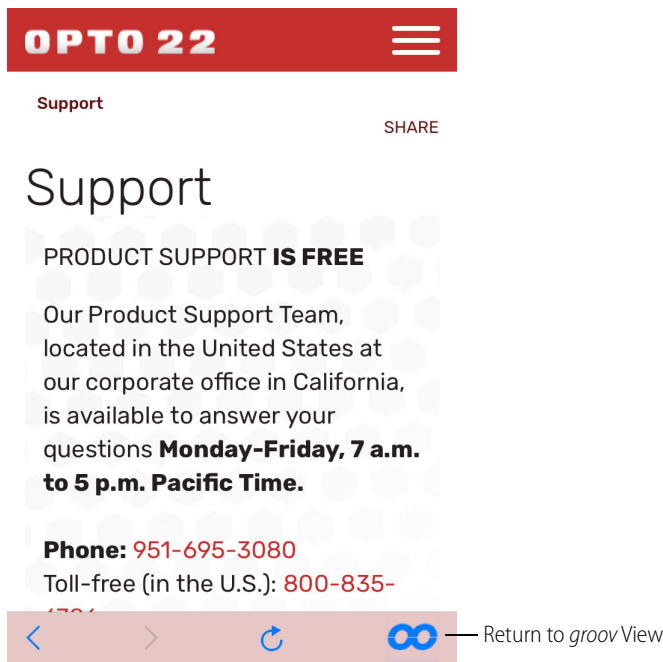 OPTO 22
Support
SHARE
Support
PRODUCT SUPPORT IS FREE
Our Product Support Team,
located in the United States at
our corporate office in California,
is available to answer your
questions Monday-Friday, 7 a.m.
to 5 p.m. Pacific Time.
Phone: 951-695-3080
Toll-free (in the U.S.): 800-835-
Return to groov View